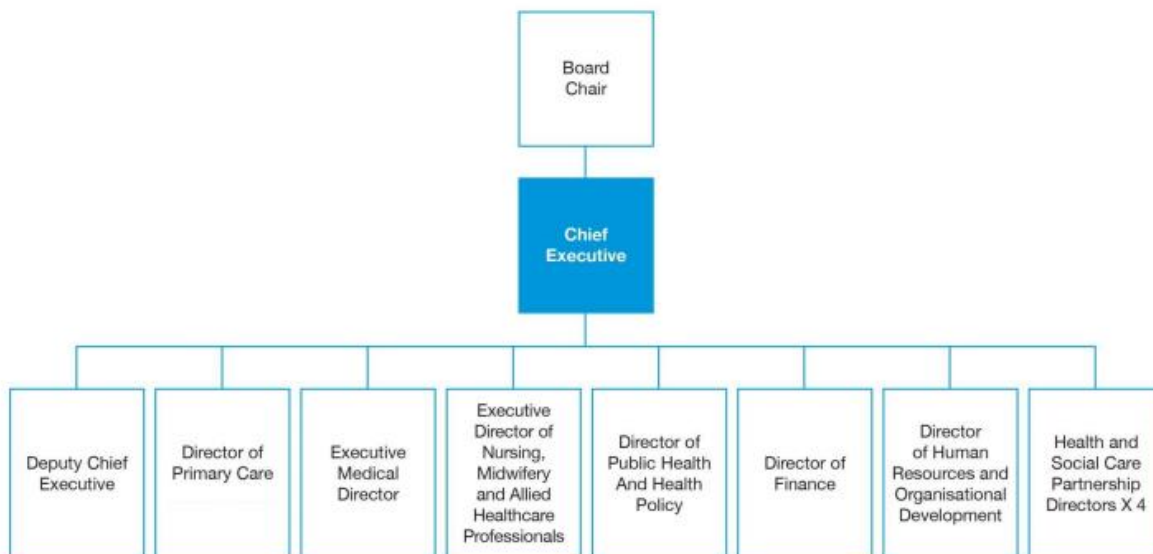 Board
Chair
Chief
Executive
Deputy Chief
Executive
Director of
Primary Care
Executive
Medical
Director
Executive
Director of
Nursing,
Midwifery
and Allied
Healthcare
Professionals
Director of
Public Health
And Health
Policy
Director of
Finance
Director
of Human
Resources and
Organisational
Development
Health and
Social Care
Partnership
Directors X 4